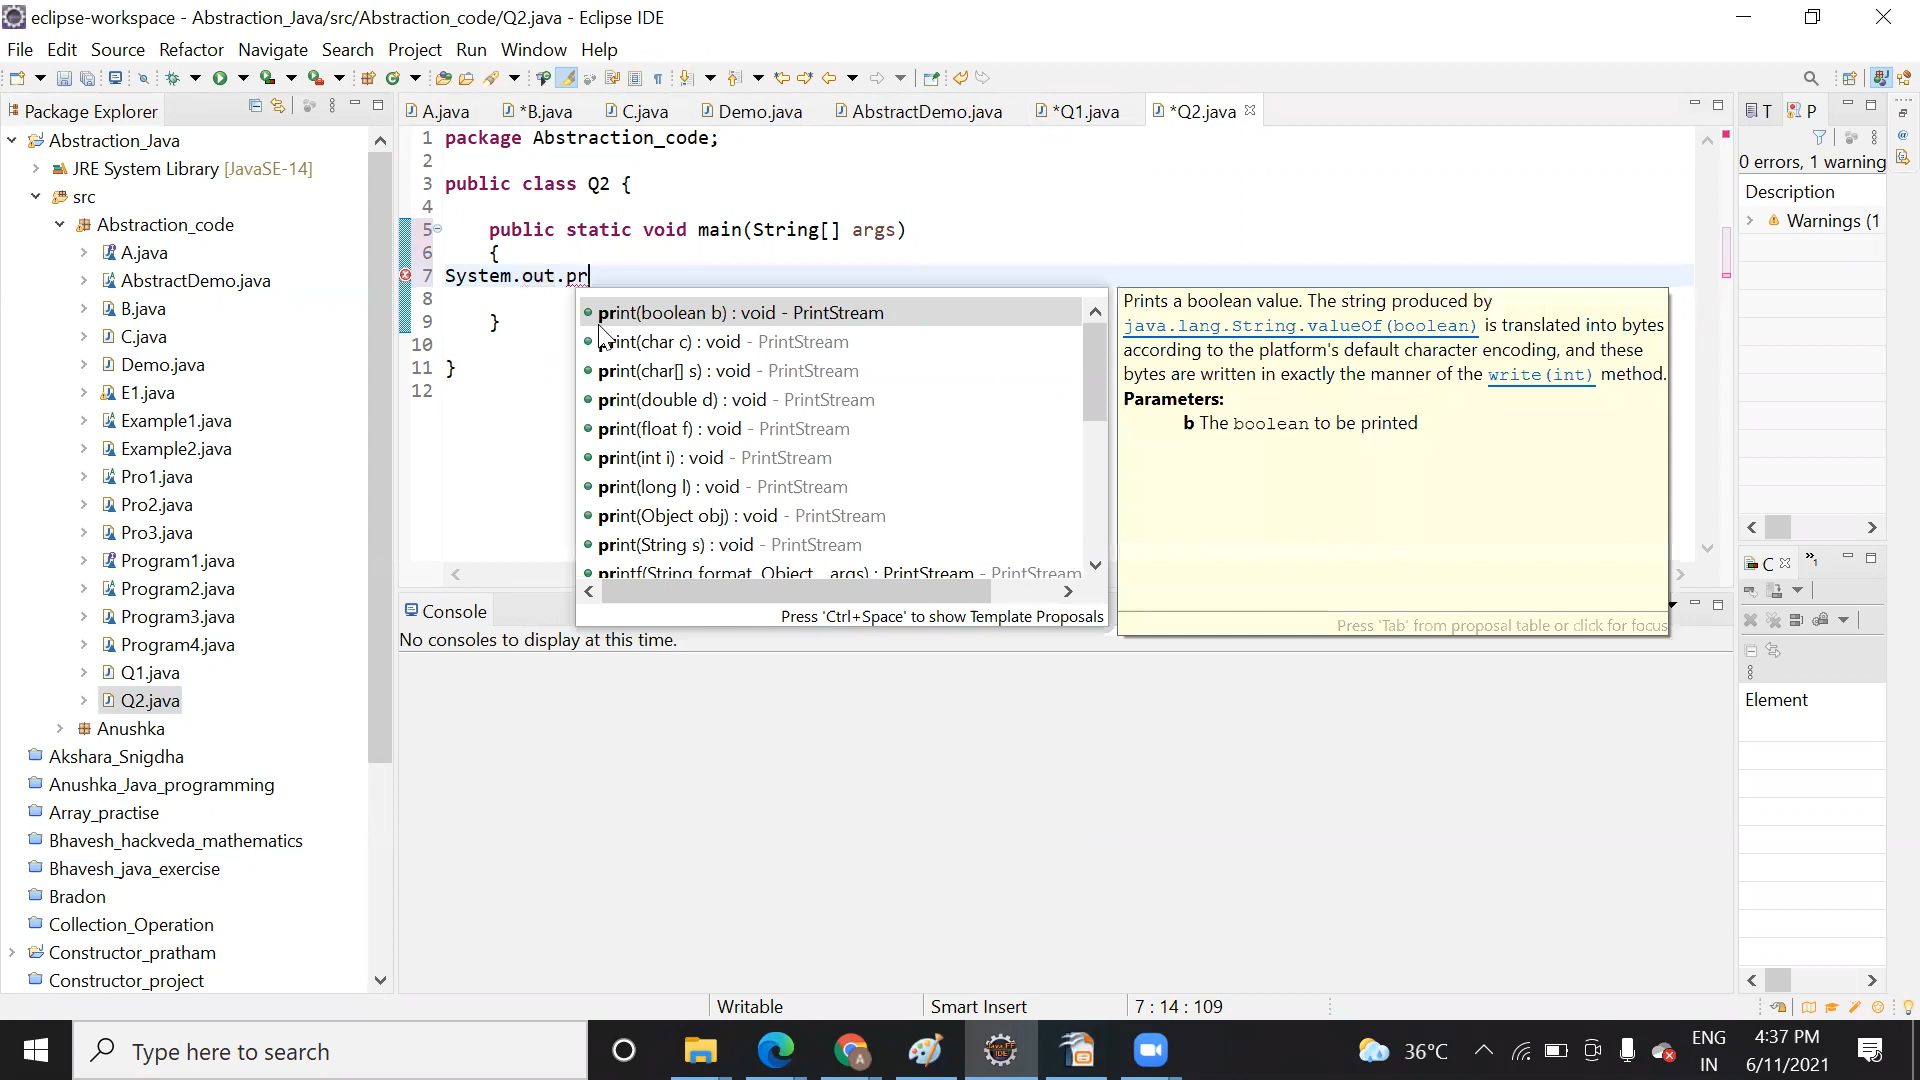 eclipse-workspace - Abstraction_Java/src/Abstraction_code/Q2.java - Eclipse IDE
File Edit Source Refactor Navigate Search Project Run Window Help
Package Explorer
Abstraction_Java
JRE System Library [JavaSE-14]
src
Abstraction_code
A.java
AbstractDemo.java
B.java
C.java
Demo.java
E1.java
Example1.java
Example2.java
Pro1.java
Pro2.java
Pro3.java
Program1.java
Program2.java
Program3.java
Program4.java
Q1.java
Q2.java
Anushka
Akshara_Snigdha
Anushka_Java_programming
Array_practise
Bhavesh_hackveda_mathematics
Bhavesh_java_exercise
Bradon
Collection_Operation
Constructor_pratham
Constructor_project
A.java *B.java C.java Demo.java AbstractDemo.java *Q1.java *Q2.java
1 package Abstraction_code;
2
3 public class Q2 {
4
5 public static void main(String[] args)
6 {
7 System.out.pr
8
9 }
10
11 }
12
print(boolean b) : void - PrintStream
print(char c) : void - PrintStream
print(char[] s) : void - PrintStream
print(double d) : void - PrintStream
print(float f) : void - PrintStream
print(int i) : void - PrintStream
print(long l) : void - PrintStream
print(Object obj) : void - PrintStream
print(String s) : void - PrintStream
printf(String format, Object... args) : PrintStream - PrintStream
Press 'Ctrl+Space' to show Template Proposals
Prints a boolean value. The string produced by
java.lang.String.valueOf(boolean) is translated into bytes
according to the platform's default character encoding, and these
bytes are written in exactly the manner of the write(int) method.
Parameters:
b The boolean to be printed
Press 'Tab' from proposal table or click for focus
Console
No consoles to display at this time.
T P
0 errors, 1 warning
Description
Warnings (1
C
Element
Writable Smart Insert 7 : 14 : 109
Type here to search
36°C
ENG
IN
4:37 PM
6/11/2021